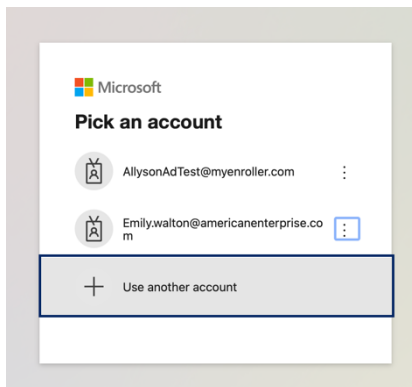 Microsoft
Pick an account
AllysonAdTest@myenroller.com
Emily.walton@americanenterprise.co
m
Use another account